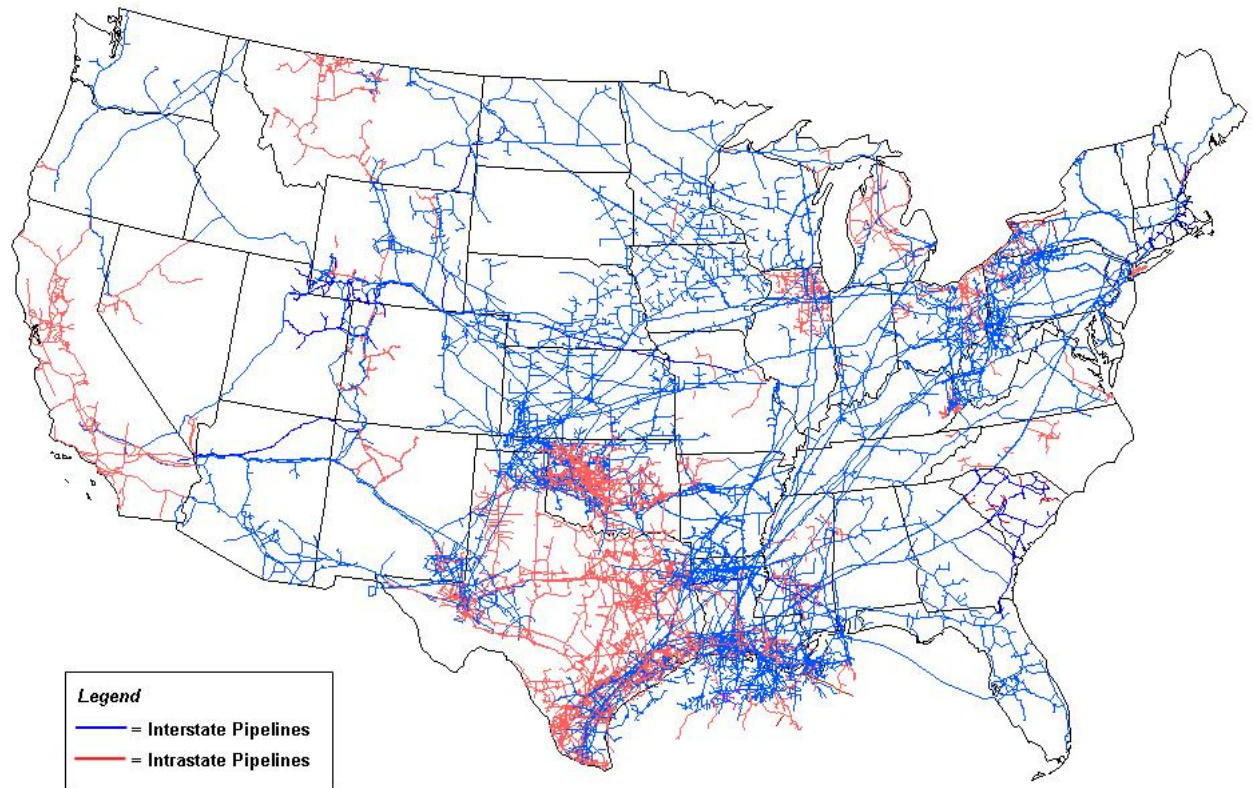 Legend
= Interstate Pipelines
= Intrastate Pipelines